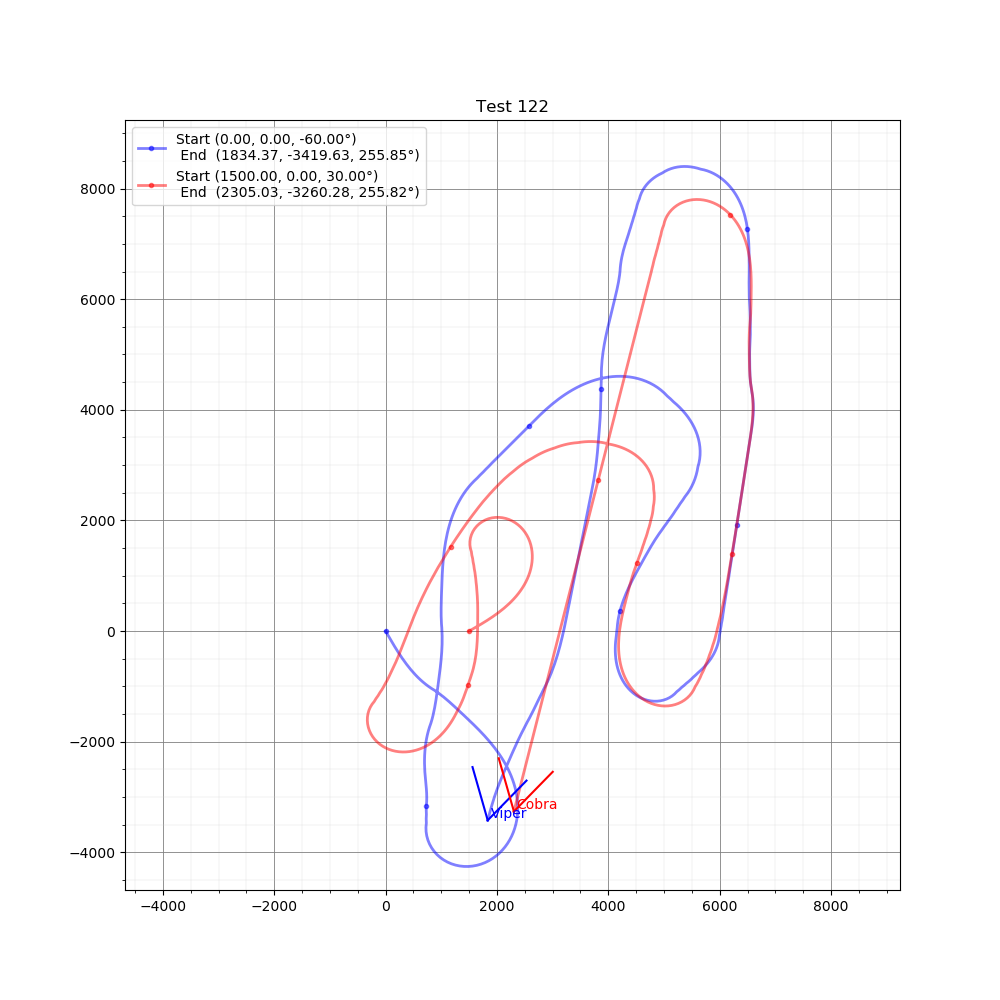 Test 122
Start (0.00, 0.00, -60.00°)
End (1834.37, -3419.63, 255.85°)
Start (1500.00, 0.00, 30.00°)
End (2305.03, -3260.28, 255.82°)
8000
6000
4000
2000
0
−2000
−4000
Cobra
Viper
−4000 −2000 0 2000 4000 6000 8000